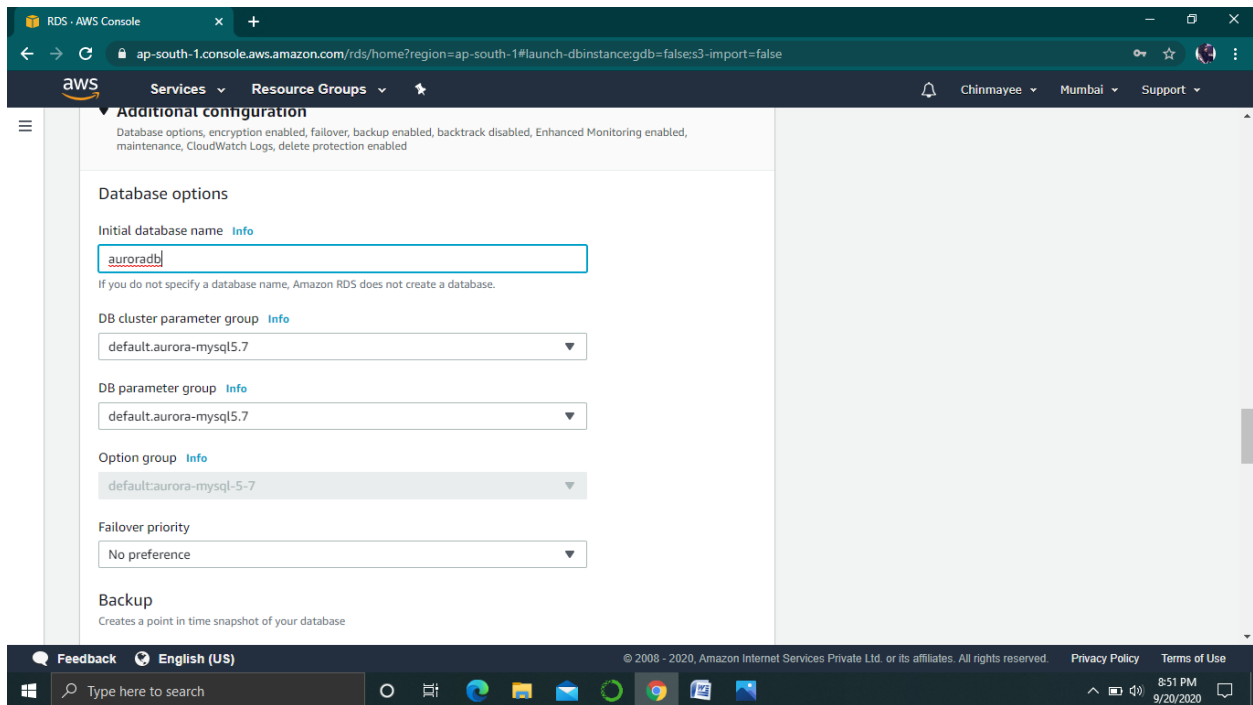 RDS · AWS Console
ap-south-1.console.aws.amazon.com/rds/home?region=ap-south-1#launch-dbinstance:gdb=false;s3-import=false
aws Services Resource Groups Chinmayee Mumbai Support
Additional configuration
Database options, encryption enabled, failover, backup enabled, backtrack disabled, Enhanced Monitoring enabled,
maintenance, CloudWatch Logs, delete protection enabled
Database options
Initial database name Info
auroradb
If you do not specify a database name, Amazon RDS does not create a database.
DB cluster parameter group Info
default.aurora-mysql5.7
DB parameter group Info
default.aurora-mysql5.7
Option group Info
default:aurora-mysql-5-7
Failover priority
No preference
Backup
Creates a point in time snapshot of your database
Feedback English (US) © 2008 - 2020, Amazon Internet Services Private Ltd. or its affiliates. All rights reserved. Privacy Policy Terms of Use
Type here to search
8:51 PM
9/20/2020